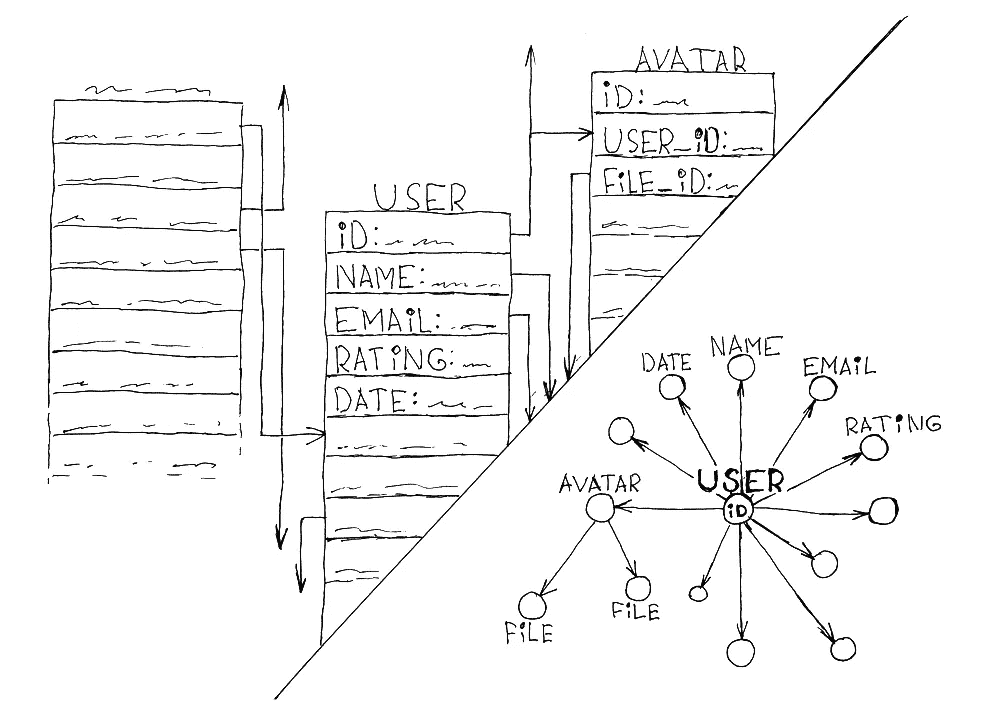 AVATAR
iD:
USER_iD:
FiLE_iD:
USER
iD:
NAME:
EMAiL:
RATiNG:
DATE:
DATE
NAME
EMAiL
RATiNG
USER
iD
AVATAR
FiLE
FiLE